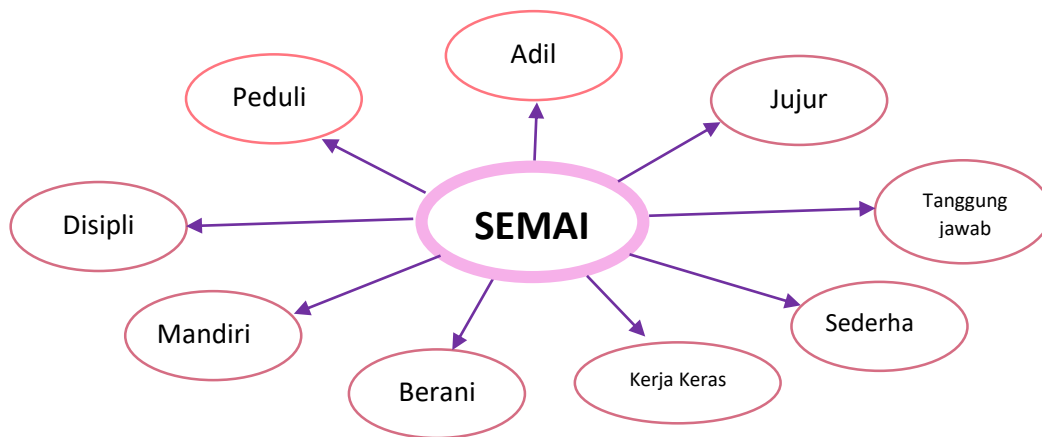 Adil
Peduli
Jujur
Tanggung
jawab
Disipli
SEMAI
Mandiri
Sederha
Berani
Kerja Keras